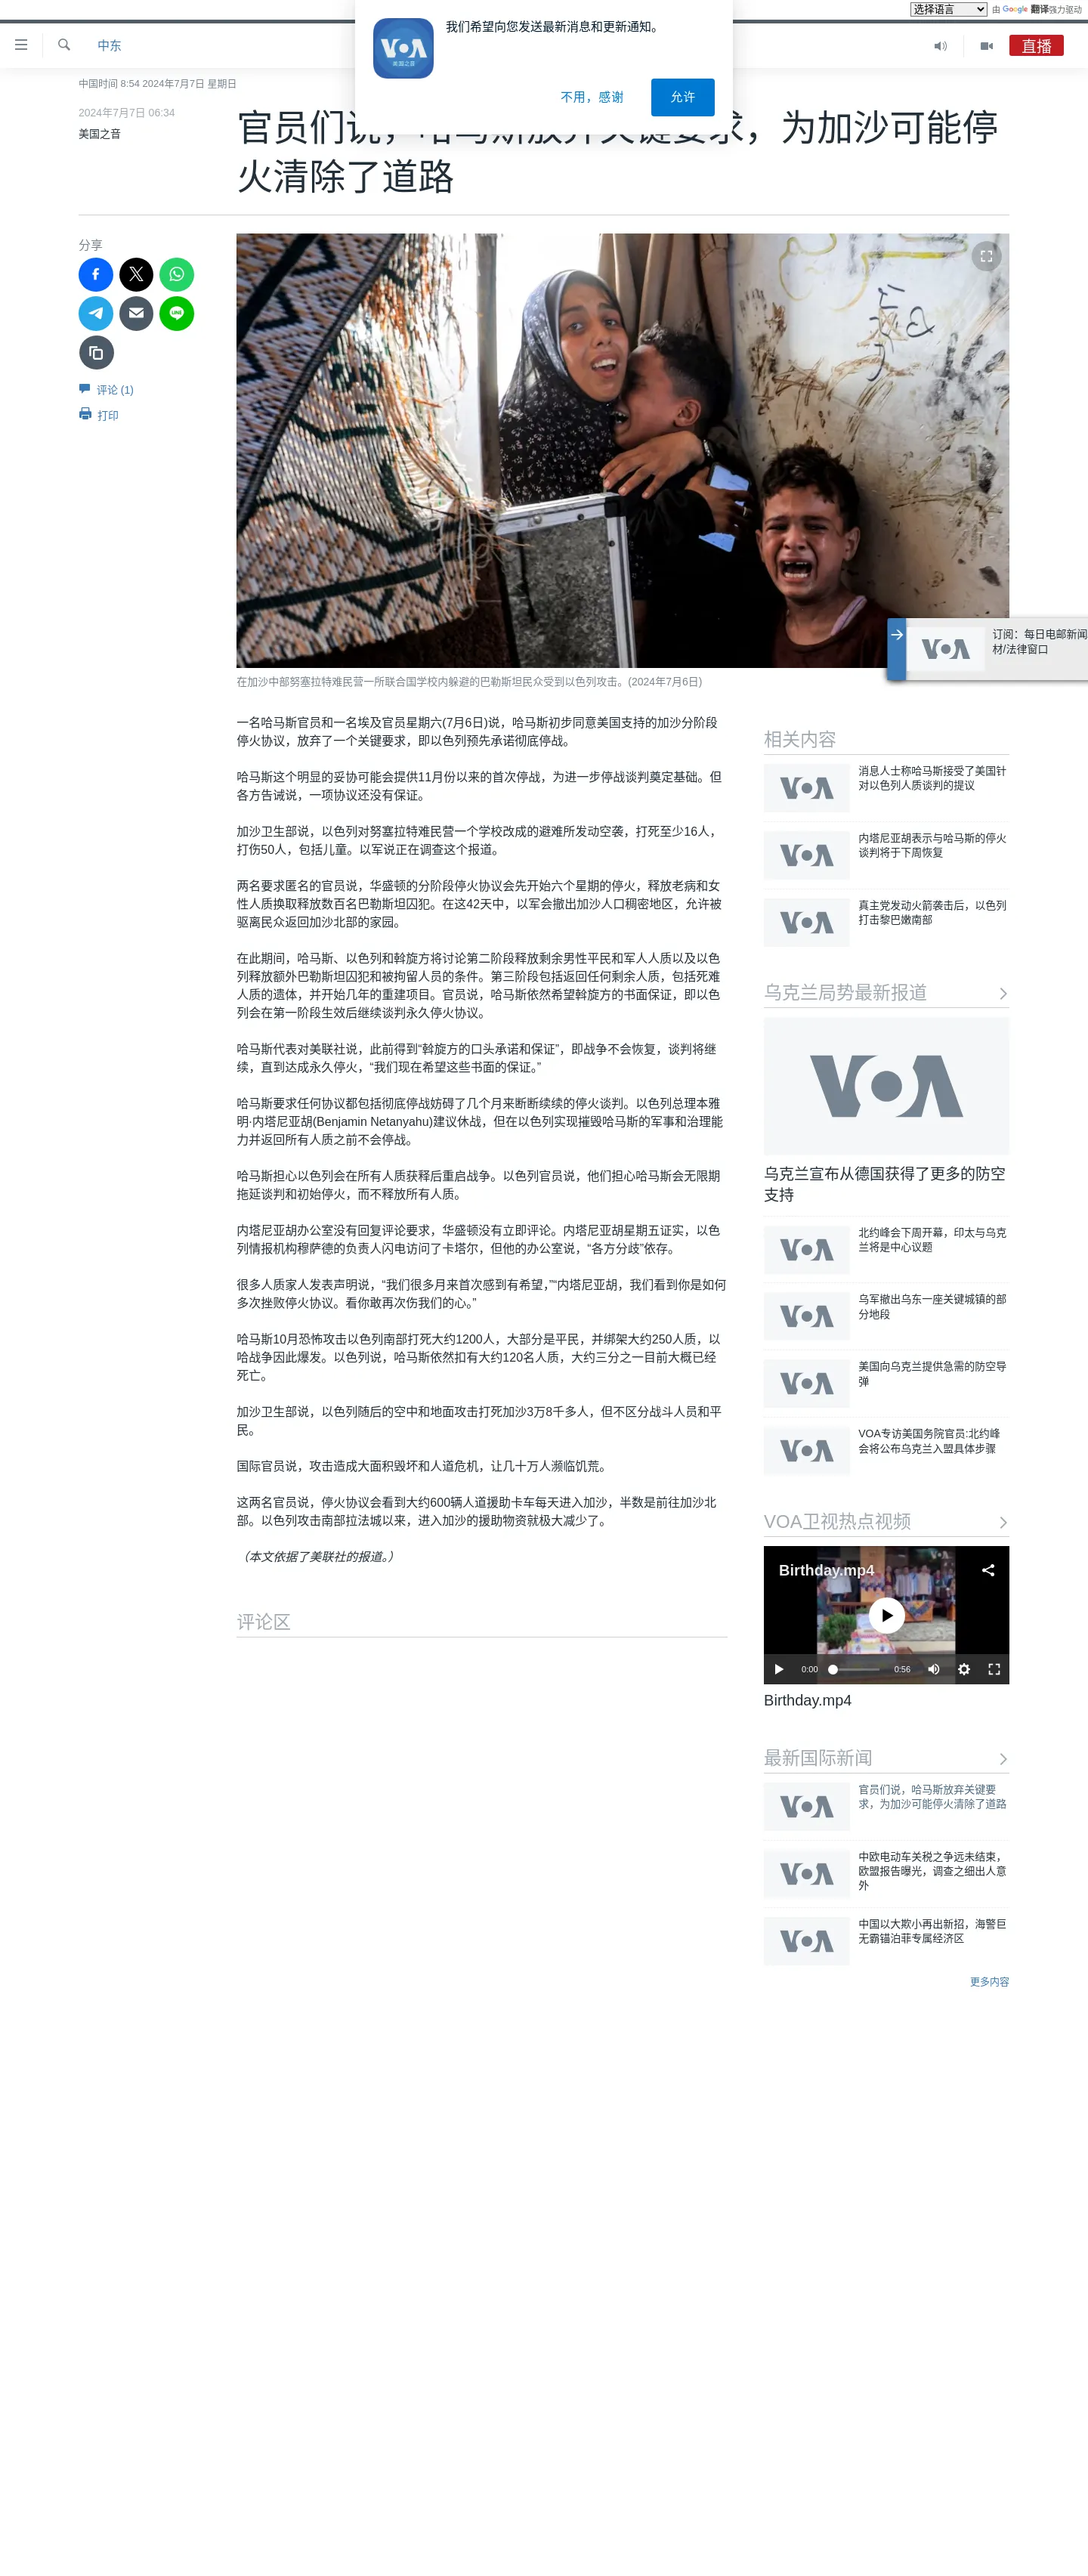 选择语言
由 Google 翻译强力驱动
我们希望向您发送最新消息和更新通知。
VOA
美国之音
不用，感谢
允许
中东
直播
中国时间 8:54 2024年7月7日 星期日
2024年7月7日 06:34
美国之音
官员们说，哈马斯放弃关键要求，为加沙可能停
火清除了道路
分享
评论 (1)
打印
订阅：每日电邮新闻
材/法律窗口
在加沙中部努塞拉特难民营一所联合国学校内躲避的巴勒斯坦民众受到以色列攻击。(2024年7月6日)
一名哈马斯官员和一名埃及官员星期六(7月6日)说，哈马斯初步同意美国支持的加沙分阶段
停火协议，放弃了一个关键要求，即以色列预先承诺彻底停战。
哈马斯这个明显的妥协可能会提供11月份以来的首次停战，为进一步停战谈判奠定基础。但
各方告诫说，一项协议还没有保证。
加沙卫生部说，以色列对努塞拉特难民营一个学校改成的避难所发动空袭，打死至少16人，
打伤50人，包括儿童。以军说正在调查这个报道。
两名要求匿名的官员说，华盛顿的分阶段停火协议会先开始六个星期的停火，释放老病和女
性人质换取释放数百名巴勒斯坦囚犯。在这42天中，以军会撤出加沙人口稠密地区，允许被
驱离民众返回加沙北部的家园。
在此期间，哈马斯、以色列和斡旋方将讨论第二阶段释放剩余男性平民和军人人质以及以色
列释放额外巴勒斯坦囚犯和被拘留人员的条件。第三阶段包括返回任何剩余人质，包括死难
人质的遗体，并开始几年的重建项目。官员说，哈马斯依然希望斡旋方的书面保证，即以色
列会在第一阶段生效后继续谈判永久停火协议。
哈马斯代表对美联社说，此前得到“斡旋方的口头承诺和保证”，即战争不会恢复，谈判将继
续，直到达成永久停火，“我们现在希望这些书面的保证。”
哈马斯要求任何协议都包括彻底停战妨碍了几个月来断断续续的停火谈判。以色列总理本雅
明·内塔尼亚胡(Benjamin Netanyahu)建议休战，但在以色列实现摧毁哈马斯的军事和治理能
力并返回所有人质之前不会停战。
哈马斯担心以色列会在所有人质获释后重启战争。以色列官员说，他们担心哈马斯会无限期
拖延谈判和初始停火，而不释放所有人质。
内塔尼亚胡办公室没有回复评论要求，华盛顿没有立即评论。内塔尼亚胡星期五证实，以色
列情报机构穆萨德的负责人闪电访问了卡塔尔，但他的办公室说，“各方分歧”依存。
很多人质家人发表声明说，“我们很多月来首次感到有希望，”“内塔尼亚胡，我们看到你是如何
多次挫败停火协议。看你敢再次伤我们的心。”
哈马斯10月恐怖攻击以色列南部打死大约1200人，大部分是平民，并绑架大约250人质，以
哈战争因此爆发。以色列说，哈马斯依然扣有大约120名人质，大约三分之一目前大概已经
死亡。
加沙卫生部说，以色列随后的空中和地面攻击打死加沙3万8千多人，但不区分战斗人员和平
民。
国际官员说，攻击造成大面积毁坏和人道危机，让几十万人濒临饥荒。
这两名官员说，停火协议会看到大约600辆人道援助卡车每天进入加沙，半数是前往加沙北
部。以色列攻击南部拉法城以来，进入加沙的援助物资就极大减少了。
（本文依据了美联社的报道。）
评论区
相关内容
消息人士称哈马斯接受了美国针
对以色列人质谈判的提议
内塔尼亚胡表示与哈马斯的停火
谈判将于下周恢复
真主党发动火箭袭击后，以色列
打击黎巴嫩南部
乌克兰局势最新报道
VOA
乌克兰宣布从德国获得了更多的防空
支持
北约峰会下周开幕，印太与乌克
兰将是中心议题
乌军撤出乌东一座关键城镇的部
分地段
美国向乌克兰提供急需的防空导
弹
VOA专访美国务院官员:北约峰
会将公布乌克兰入盟具体步骤
VOA卫视热点视频
Birthday.mp4
0:00
0:56
Birthday.mp4
最新国际新闻
官员们说，哈马斯放弃关键要
求，为加沙可能停火清除了道路
中欧电动车关税之争远未结束，
欧盟报告曝光，调查之细出人意
外
中国以大欺小再出新招，海警巨
无霸锚泊菲专属经济区
更多内容